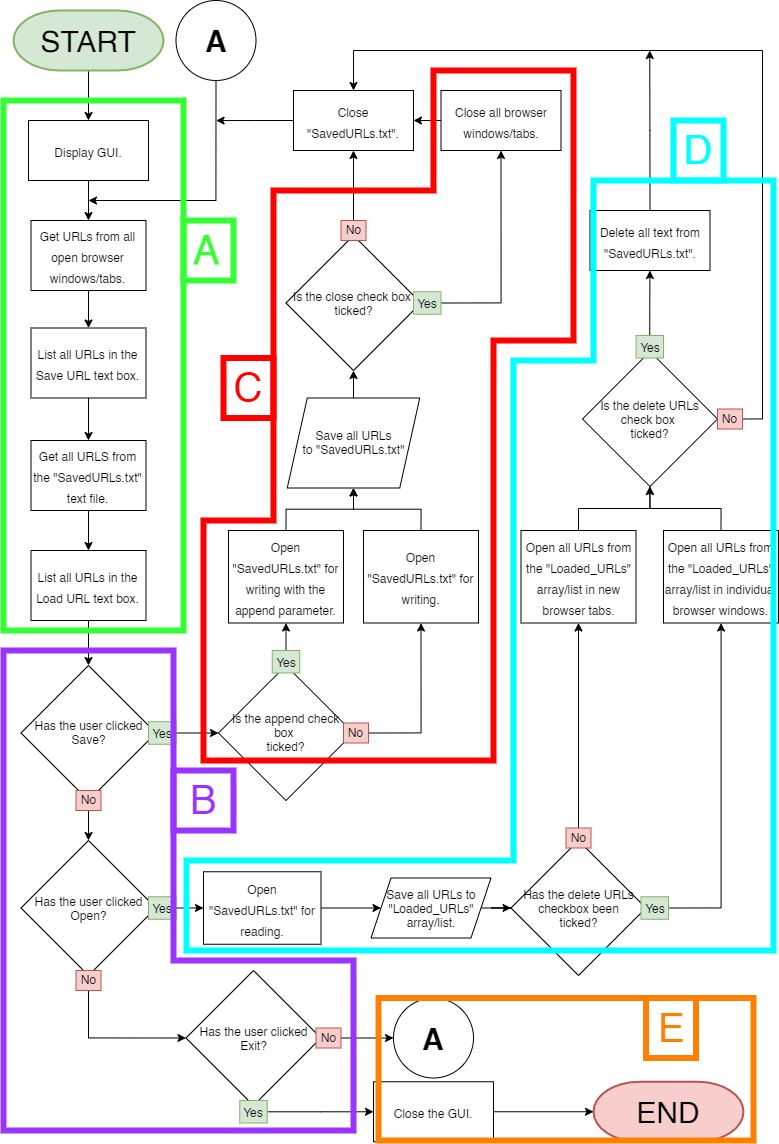 START
A
Display GUI.
Close
"SavedURLs.txt".
Close all browser
windows/tabs.
D
Get URLs from all
open browser
windows/tabs.
A
No
Delete all text from
"SavedURLs.txt".
Is the close check box
ticked?
Yes
List all URLs in the
Save URL text box.
C
Yes
Is the delete URLs
check box
ticked?
No
Save all URLs
to "SavedURLs.txt"
Get all URLS from
the "SavedURLs.txt"
text file.
Open
"SavedURLs.txt" for
writing with the
append parameter.
Open
"SavedURLs.txt" for
writing.
Open all URLs from
the "Loaded_URLs"
array/list in new
browser tabs.
Open all URLs from
the "Loaded_URLs"
array/list in individual
browser windows.
List all URLs in the
Load URL text box.
Yes
Has the user clicked
Save?
Yes
Is the append check
box
ticked?
No
No
B
No
Has the user clicked
Open?
Yes
Open
"SavedURLs.txt" for
reading.
Save all URLs to
"Loaded_URLs"
array/list.
Has the delete URLs
checkbox been
ticked?
Yes
No
Has the user clicked
Exit?
No
A
E
Yes
Close the GUI.
END